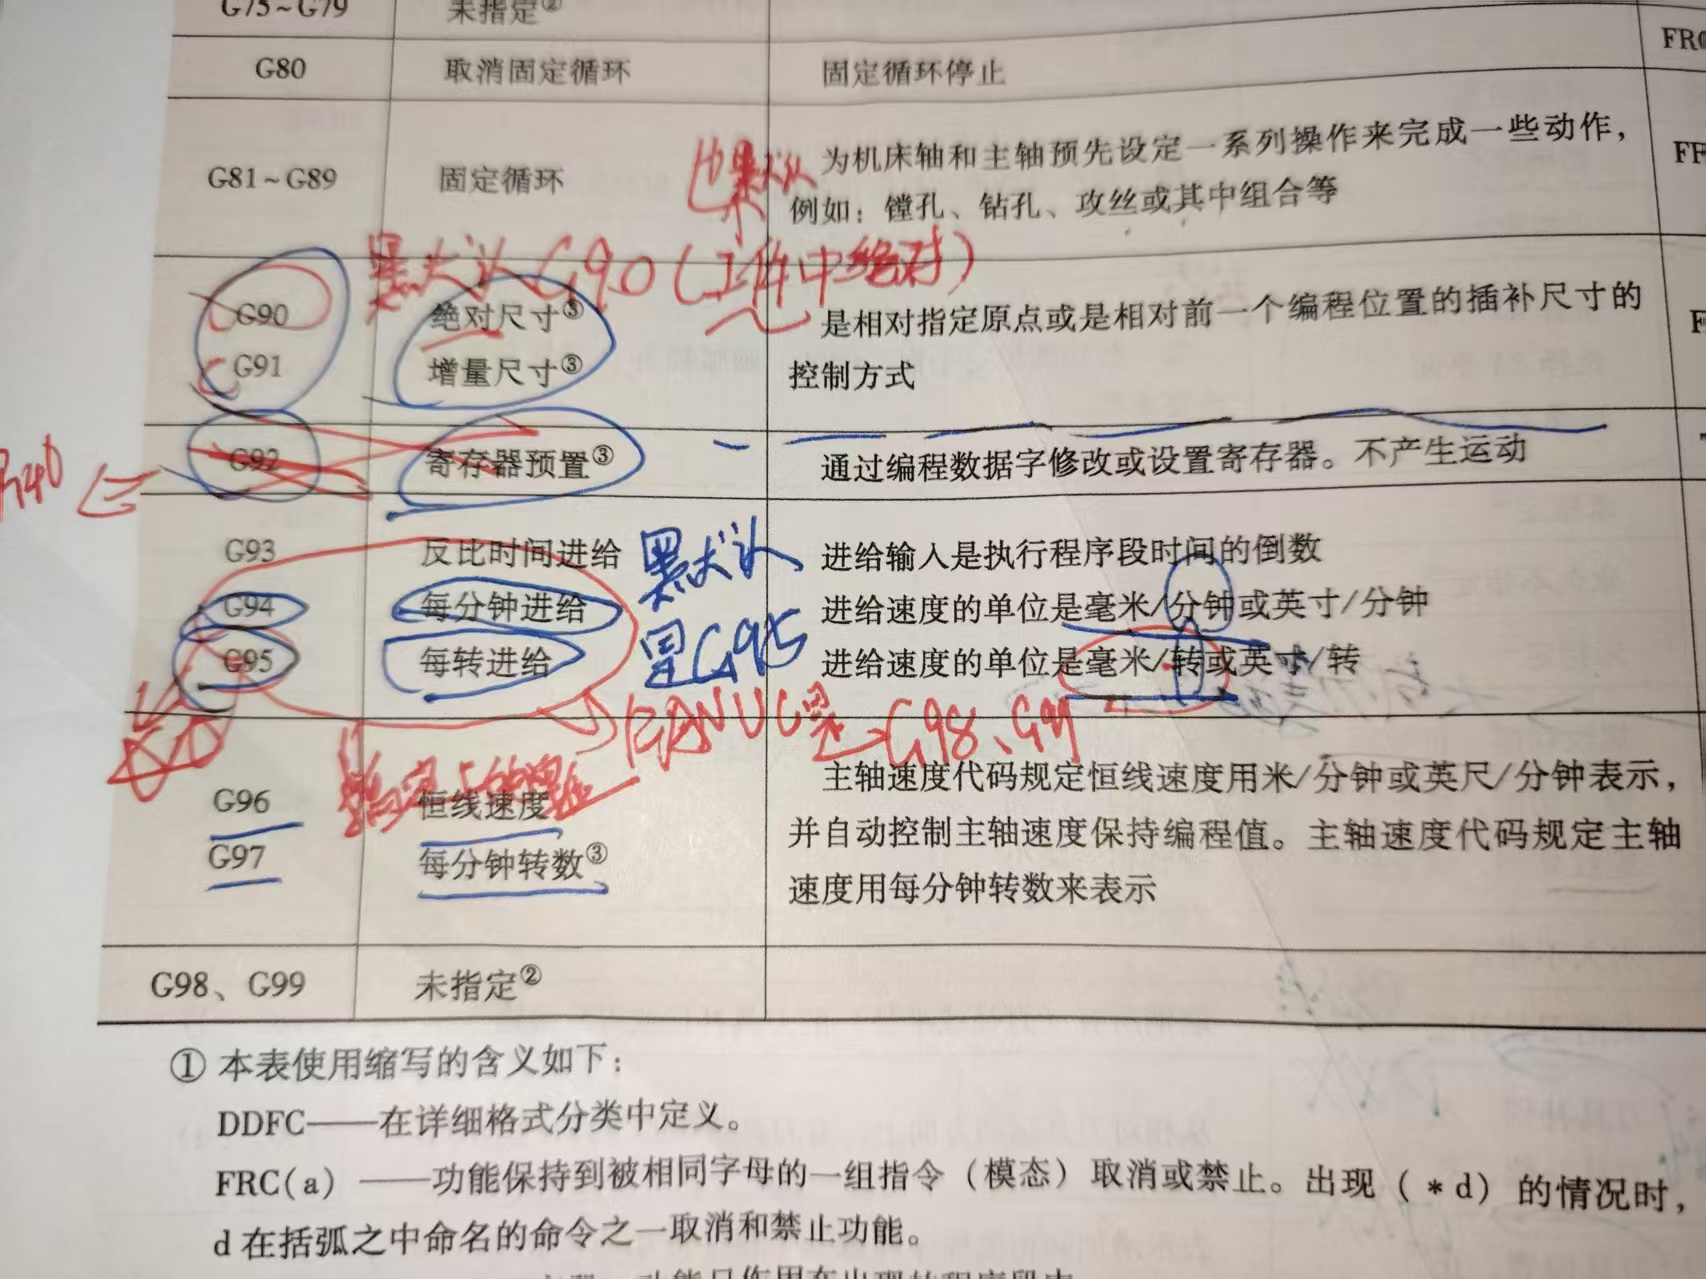 G75~G79 未指定②
FR
G80 取消固定循环 固定循环停止
也默认
为机床轴和主轴预先设定一系列操作来完成一些动作，
G81~G89 固定循环
例如：镗孔、钻孔、攻丝或其中组合等
默认G90(工件中绝对)
G90 绝对尺寸③ 是相对指定原点或是相对前一个编程位置的插补尺寸的
G91 增量尺寸③ 控制方式
G92 寄存器预置③ 通过编程数据字修改或设置寄存器。不产生运动
G93 反比时间进给 进给输入是执行程序段时间的倒数
默认
G94 每分钟进给 进给速度的单位是毫米/分钟或英寸/分钟
是G95
G95 每转进给 进给速度的单位是毫米/转或英寸/转
FANUC是G98、G99
主轴速度代码规定恒线速度用米/分钟或英尺/分钟表示，
G96 恒线速度
并自动控制主轴速度保持编程值。主轴速度代码规定主轴
G97 每分钟转数③
速度用每分钟转数来表示
G98、G99 未指定②
① 本表使用缩写的含义如下：
DDFC——在详细格式分类中定义。
FRC(a) ——功能保持到被相同字母的一组指令（模态）取消或禁止。出现（*d）的情况时，
d在括弧之中命名的命令之一取消和禁止功能。